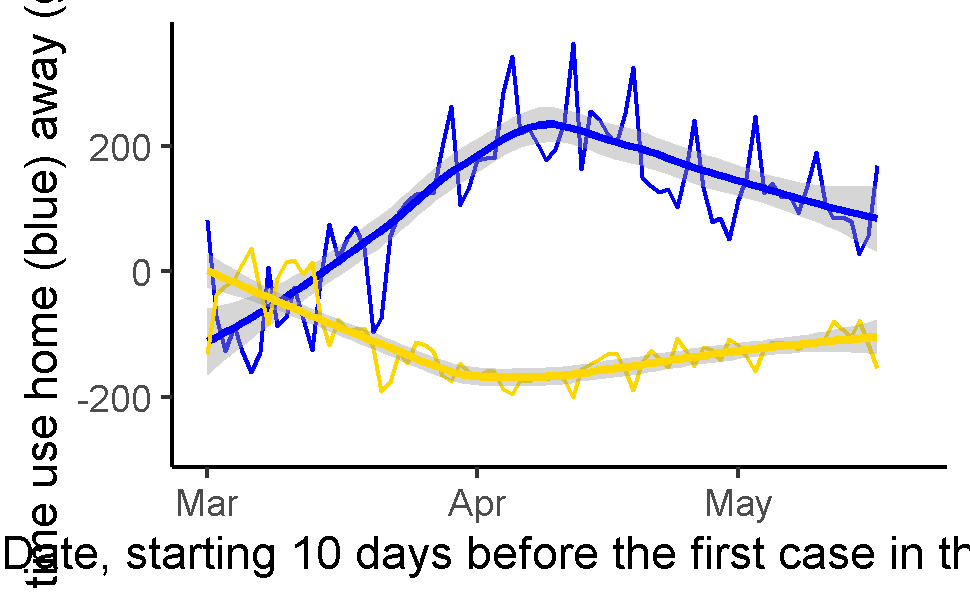 time use home (blue) away (
200
0
-200
Mar Apr May
Date, starting 10 days before the first case in th